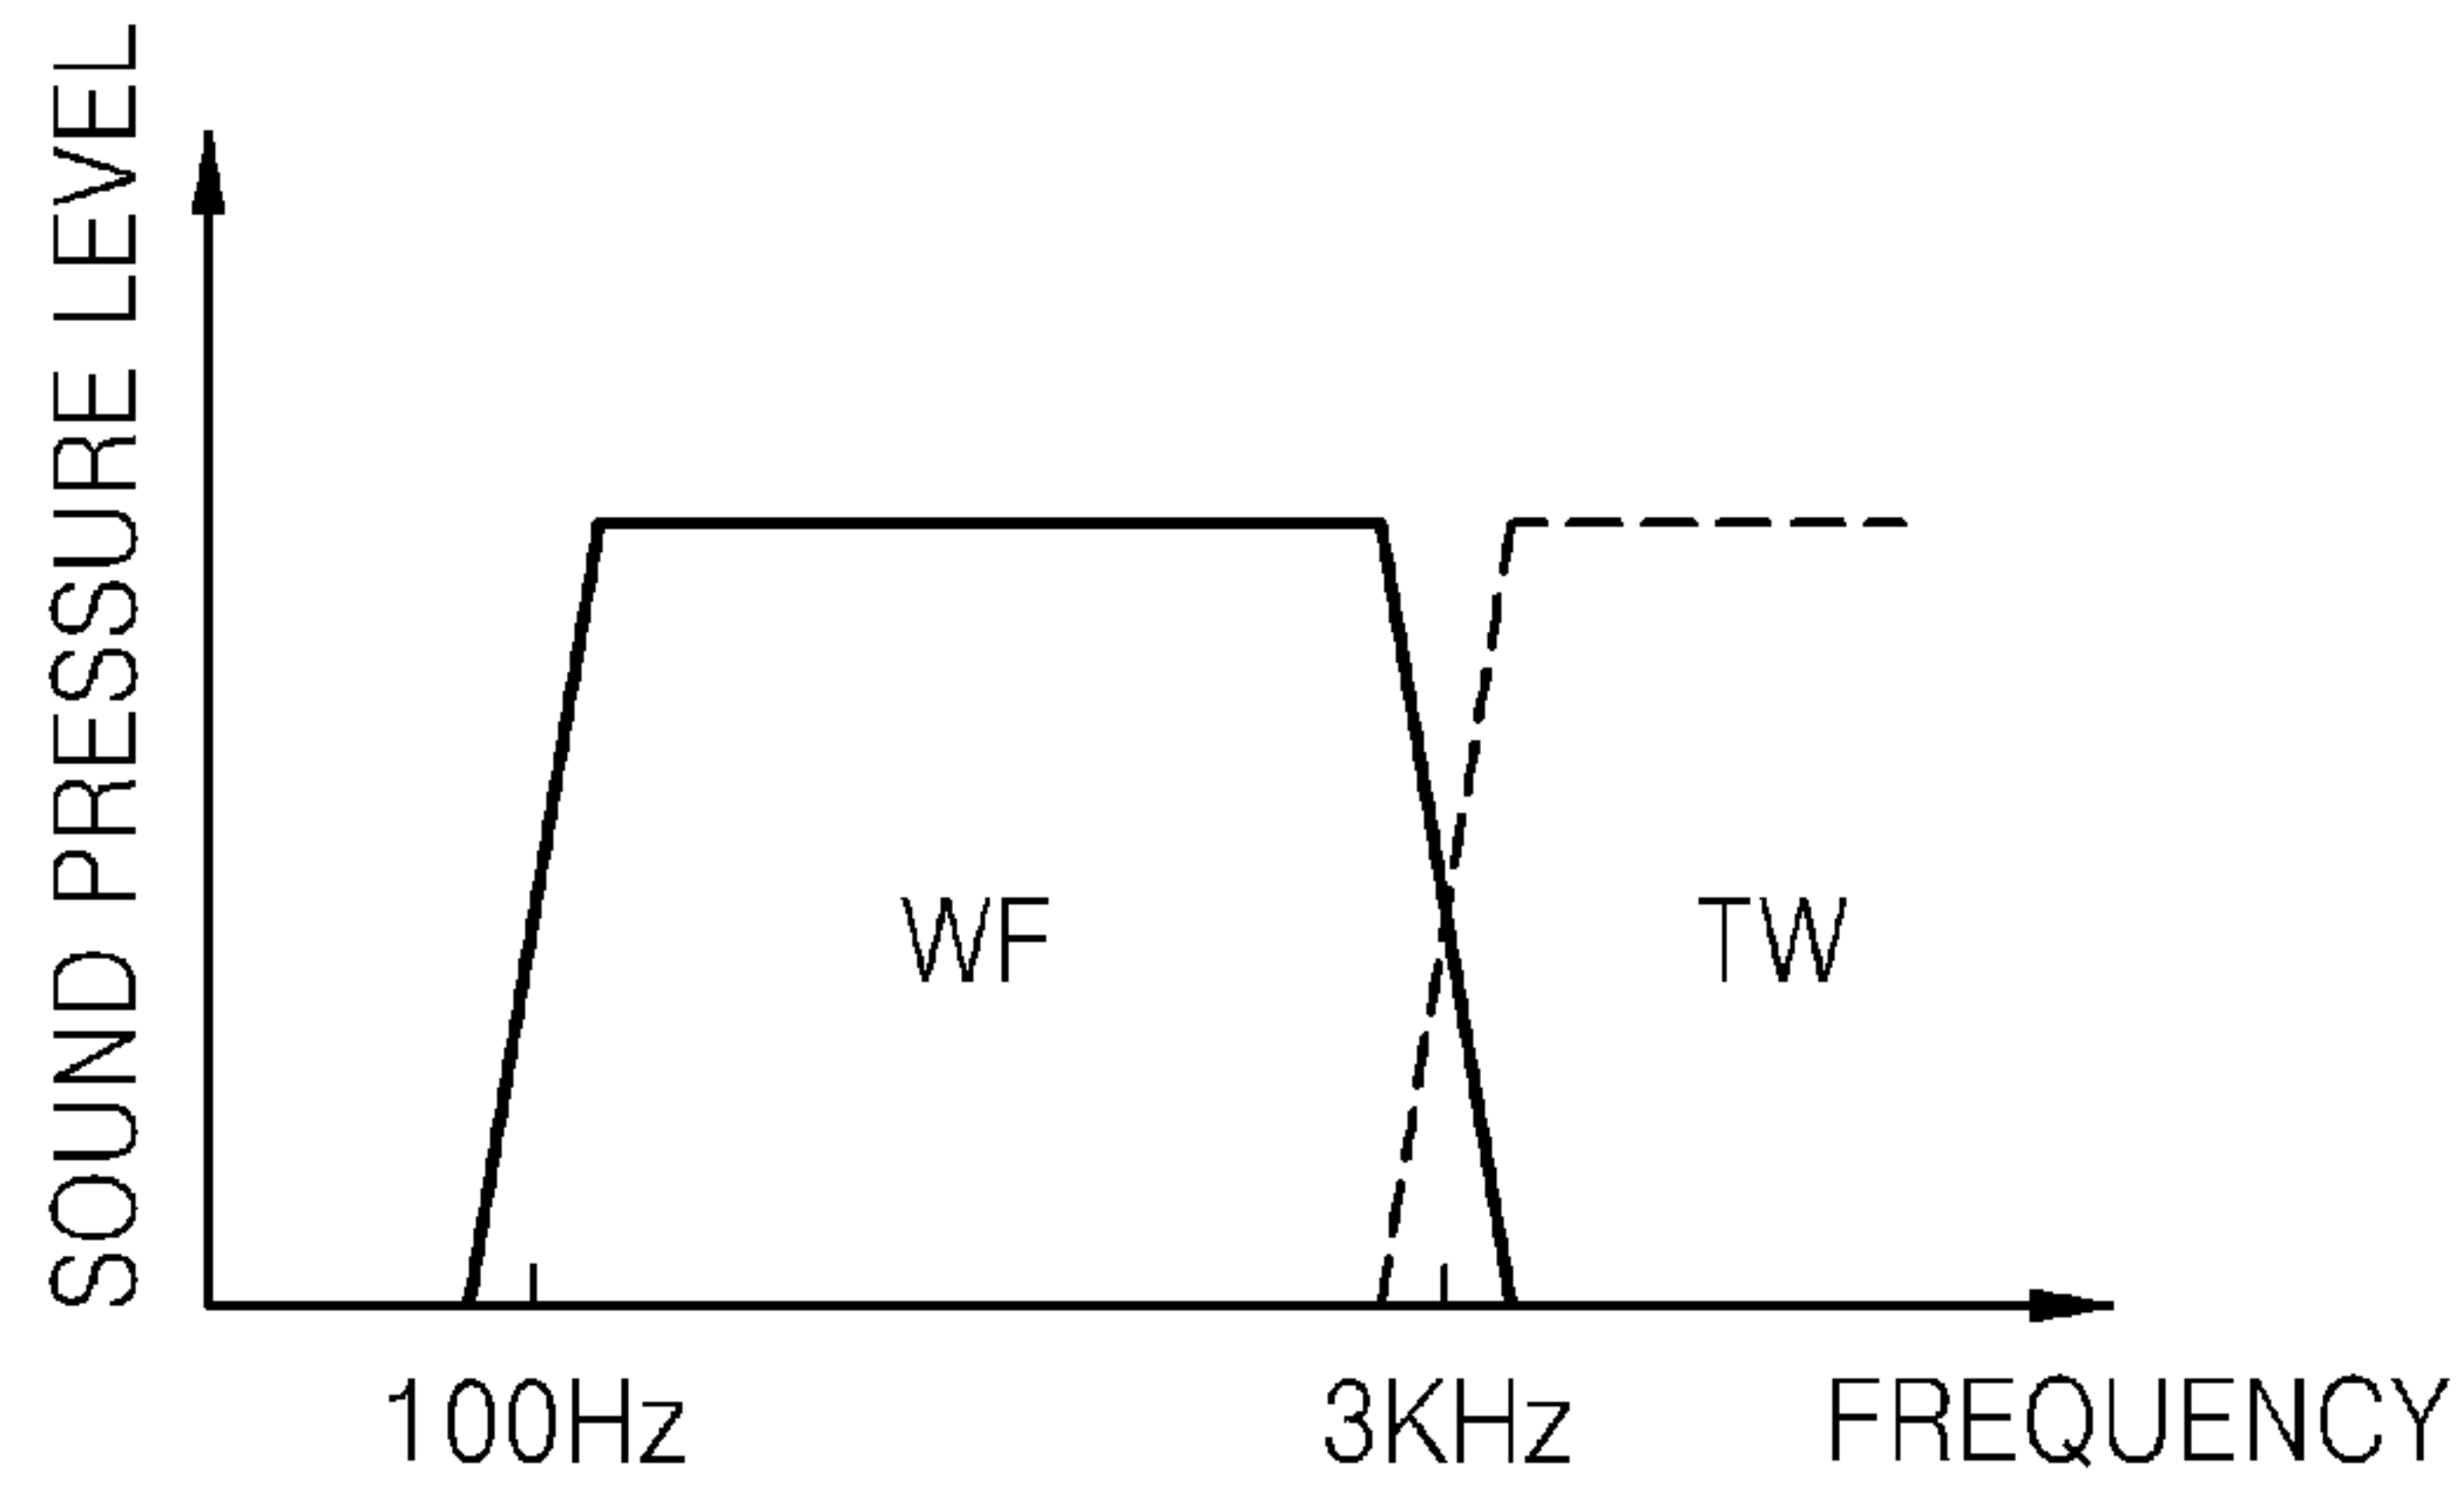 SOUND PRESSURE LEVEL
WF
TW
100Hz
3KHz
FREQUENCY